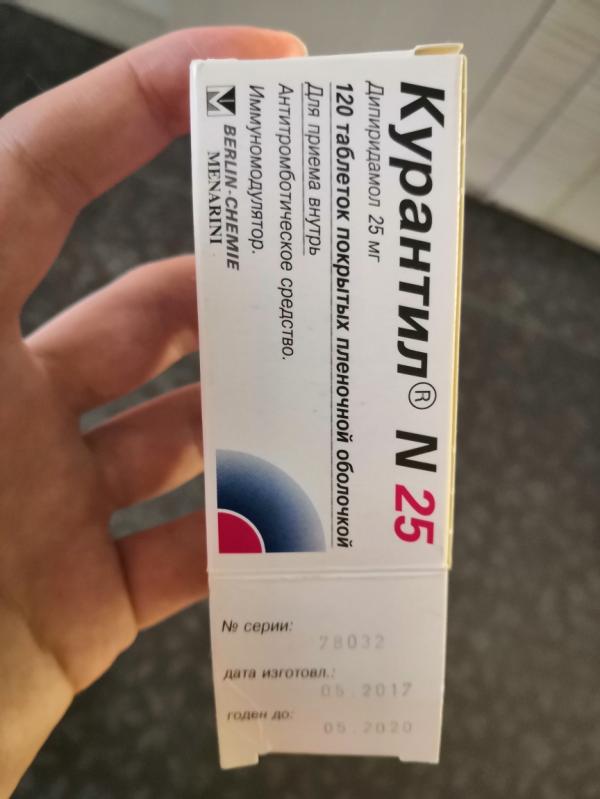 Курантил® N 25
Дипиридамол 25 мг
120 таблеток покрытых пленочной оболочкой
Для приема внутрь
Антитромботическое средство.
Иммуномодулятор.
BERLIN-CHEMIE
MENARINI
№ серии:
78032
дата изготовл.:
05.2017
годен до:
05.2020